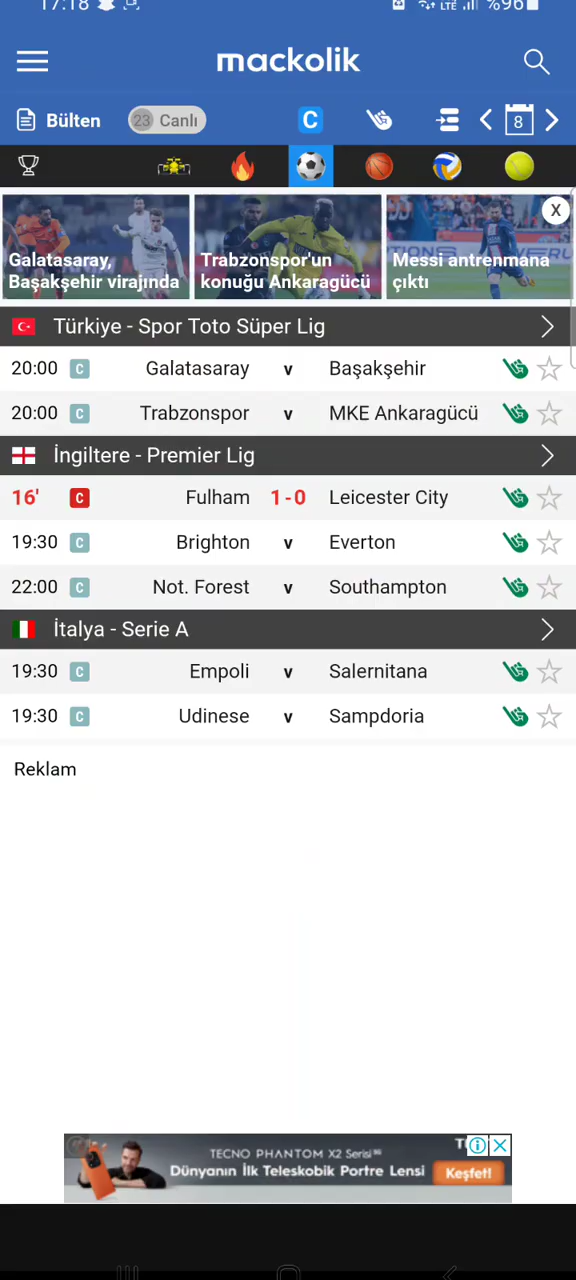 17:18 LTE %96
mackolik
Bülten 23 Canlı C 8
Galatasaray,
Başakşehir virajında
Trabzonspor'un
konuğu Ankaragücü
Messi antrenmana
çıktı
X
Türkiye - Spor Toto Süper Lig
20:00 C Galatasaray v Başakşehir
20:00 C Trabzonspor v MKE Ankaragücü
İngiltere - Premier Lig
16' C Fulham 1 - 0 Leicester City
19:30 C Brighton v Everton
22:00 C Not. Forest v Southampton
İtalya - Serie A
19:30 C Empoli v Salernitana
19:30 C Udinese v Sampdoria
Reklam
TECNO PHANTOM X2 Serisi 5G
Dünyanın İlk Teleskobik Portre Lensi
Keşfet!